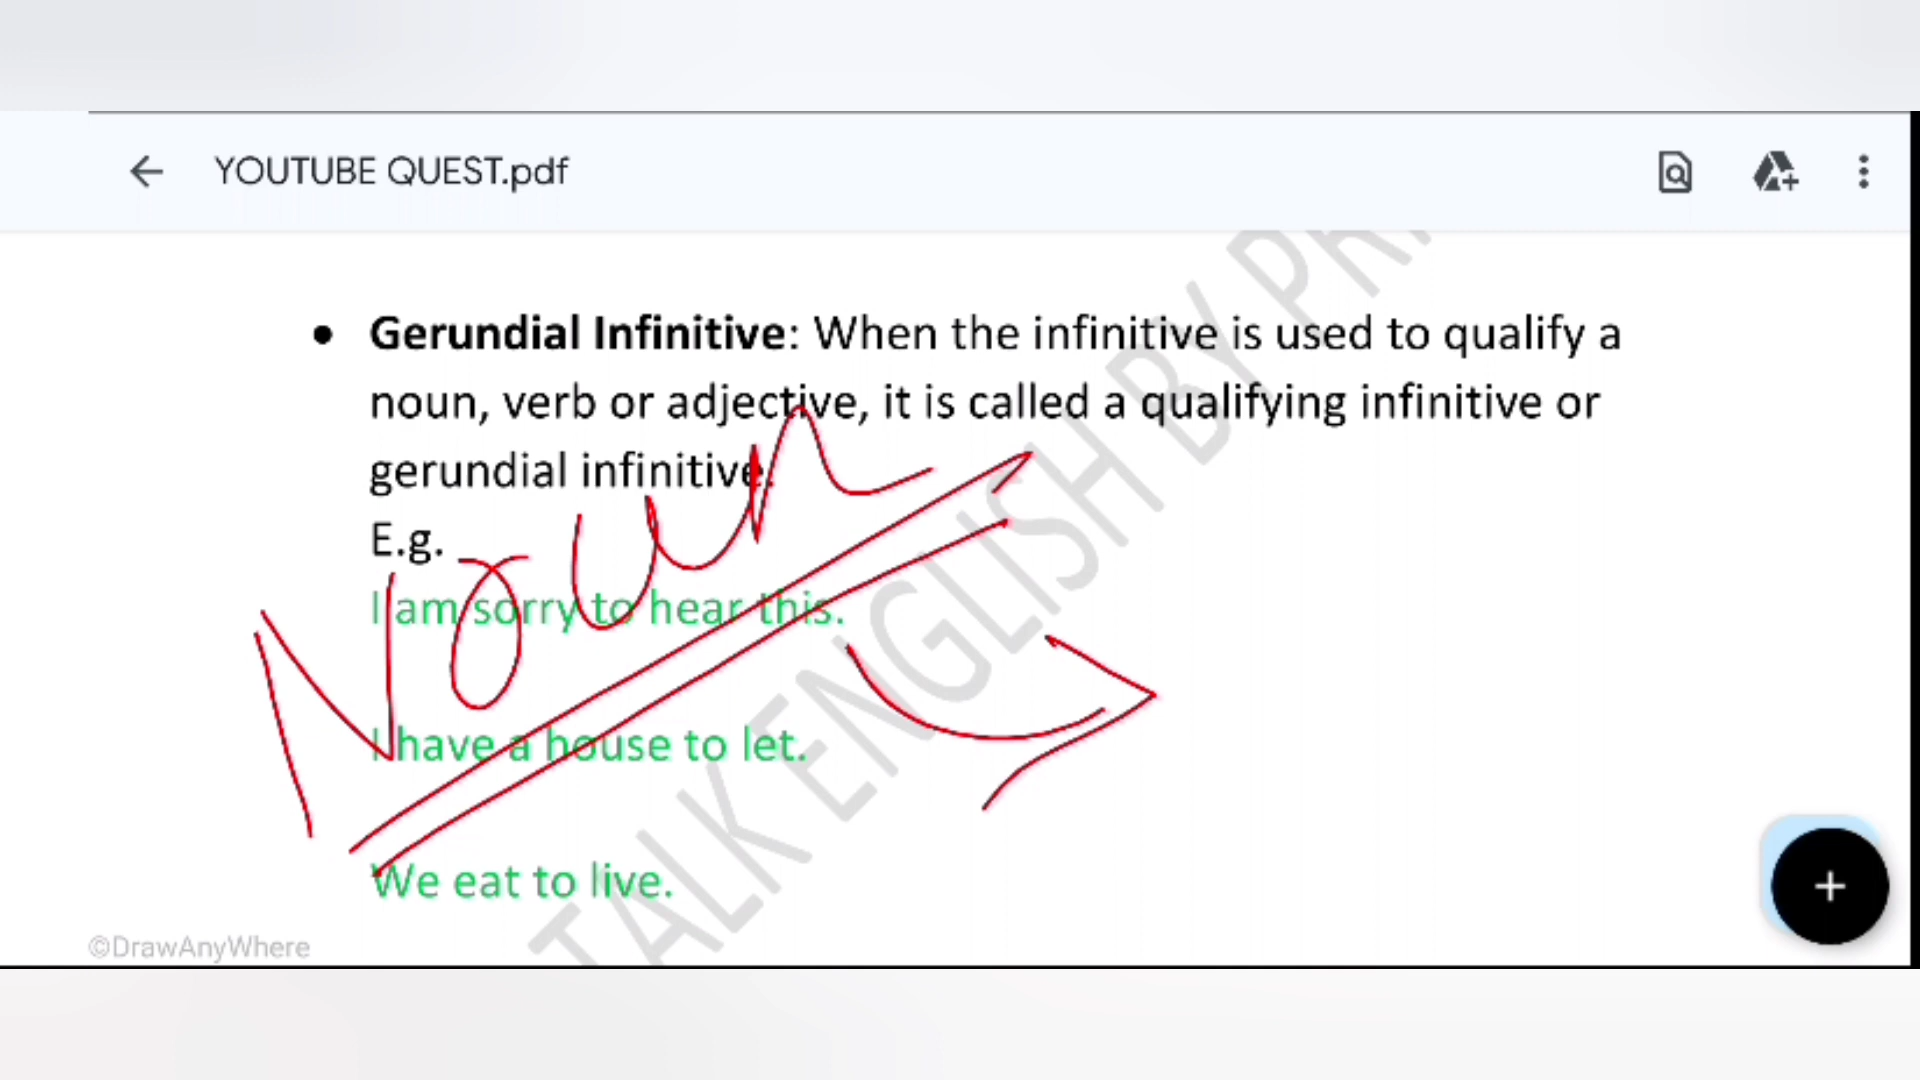 YOUTUBE QUEST.pdf
• Gerundial Infinitive: When the infinitive is used to qualify a
noun, verb or adjective, it is called a qualifying infinitive or
gerundial infinitive.
E.g.
Noun
I am sorry to hear this.
I have a house to let.
We eat to live.
TALK ENGLISH BY
©DrawAnyWhere